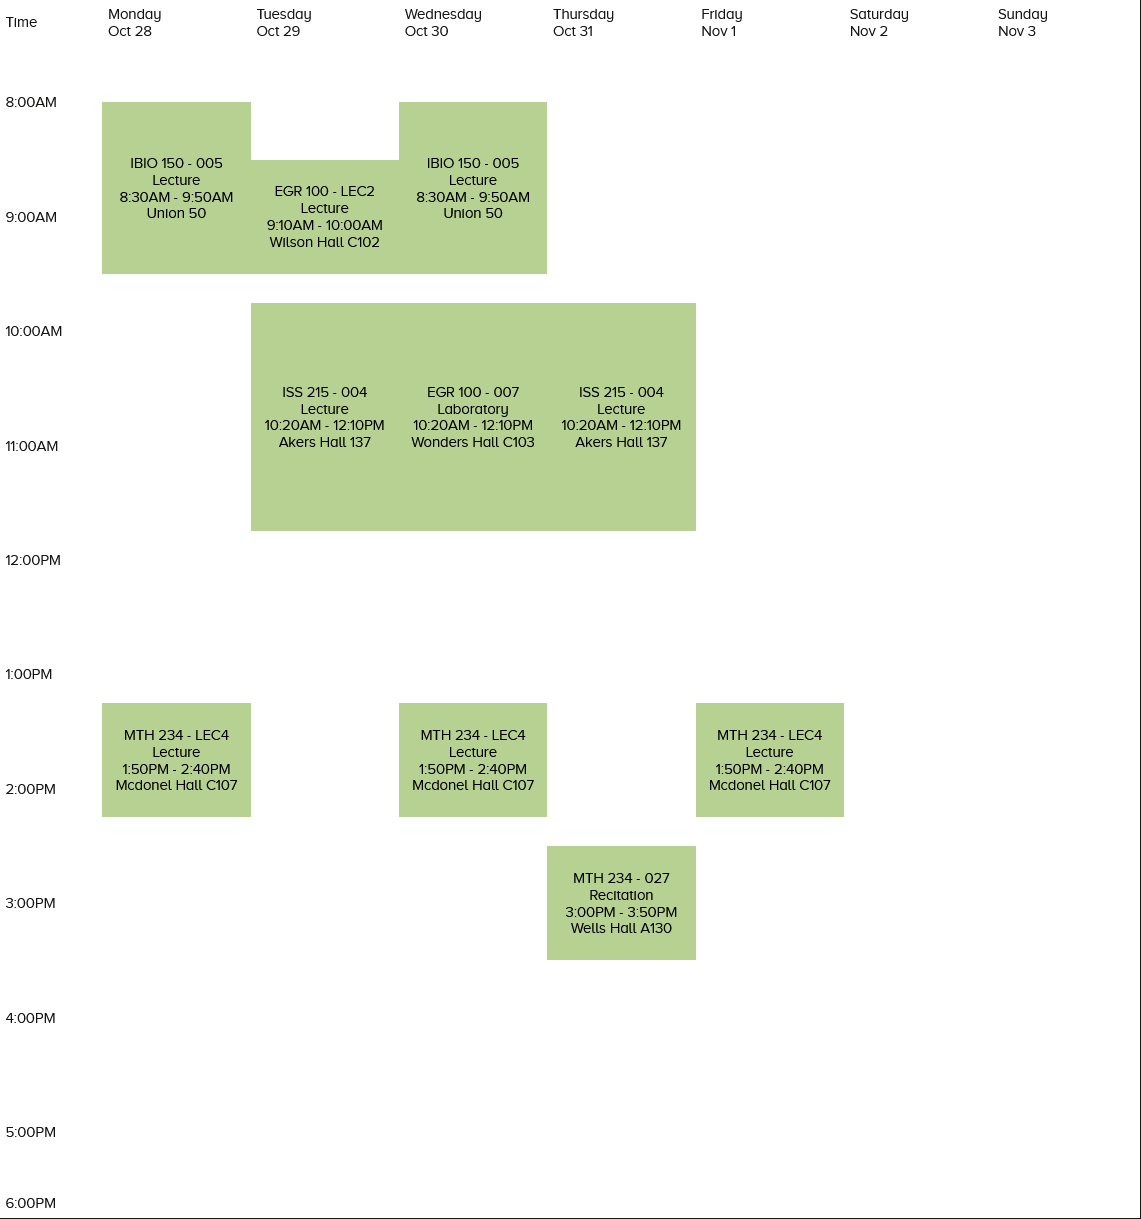 Time
Monday
Oct 28
Tuesday
Oct 29
Wednesday
Oct 30
Thursday
Oct 31
Friday
Nov 1
Saturday
Nov 2
Sunday
Nov 3
8:00AM
IBIO 150 - 005
Lecture
8:30AM - 9:50AM
Union 50
EGR 100 - LEC2
Lecture
9:10AM - 10:00AM
Wilson Hall C102
IBIO 150 - 005
Lecture
8:30AM - 9:50AM
Union 50
9:00AM
10:00AM
ISS 215 - 004
Lecture
10:20AM - 12:10PM
Akers Hall 137
EGR 100 - 007
Laboratory
10:20AM - 12:10PM
Wonders Hall C103
ISS 215 - 004
Lecture
10:20AM - 12:10PM
Akers Hall 137
11:00AM
12:00PM
1:00PM
MTH 234 - LEC4
Lecture
1:50PM - 2:40PM
Mcdonel Hall C107
MTH 234 - LEC4
Lecture
1:50PM - 2:40PM
Mcdonel Hall C107
MTH 234 - LEC4
Lecture
1:50PM - 2:40PM
Mcdonel Hall C107
2:00PM
MTH 234 - 027
Recitation
3:00PM - 3:50PM
Wells Hall A130
3:00PM
4:00PM
5:00PM
6:00PM